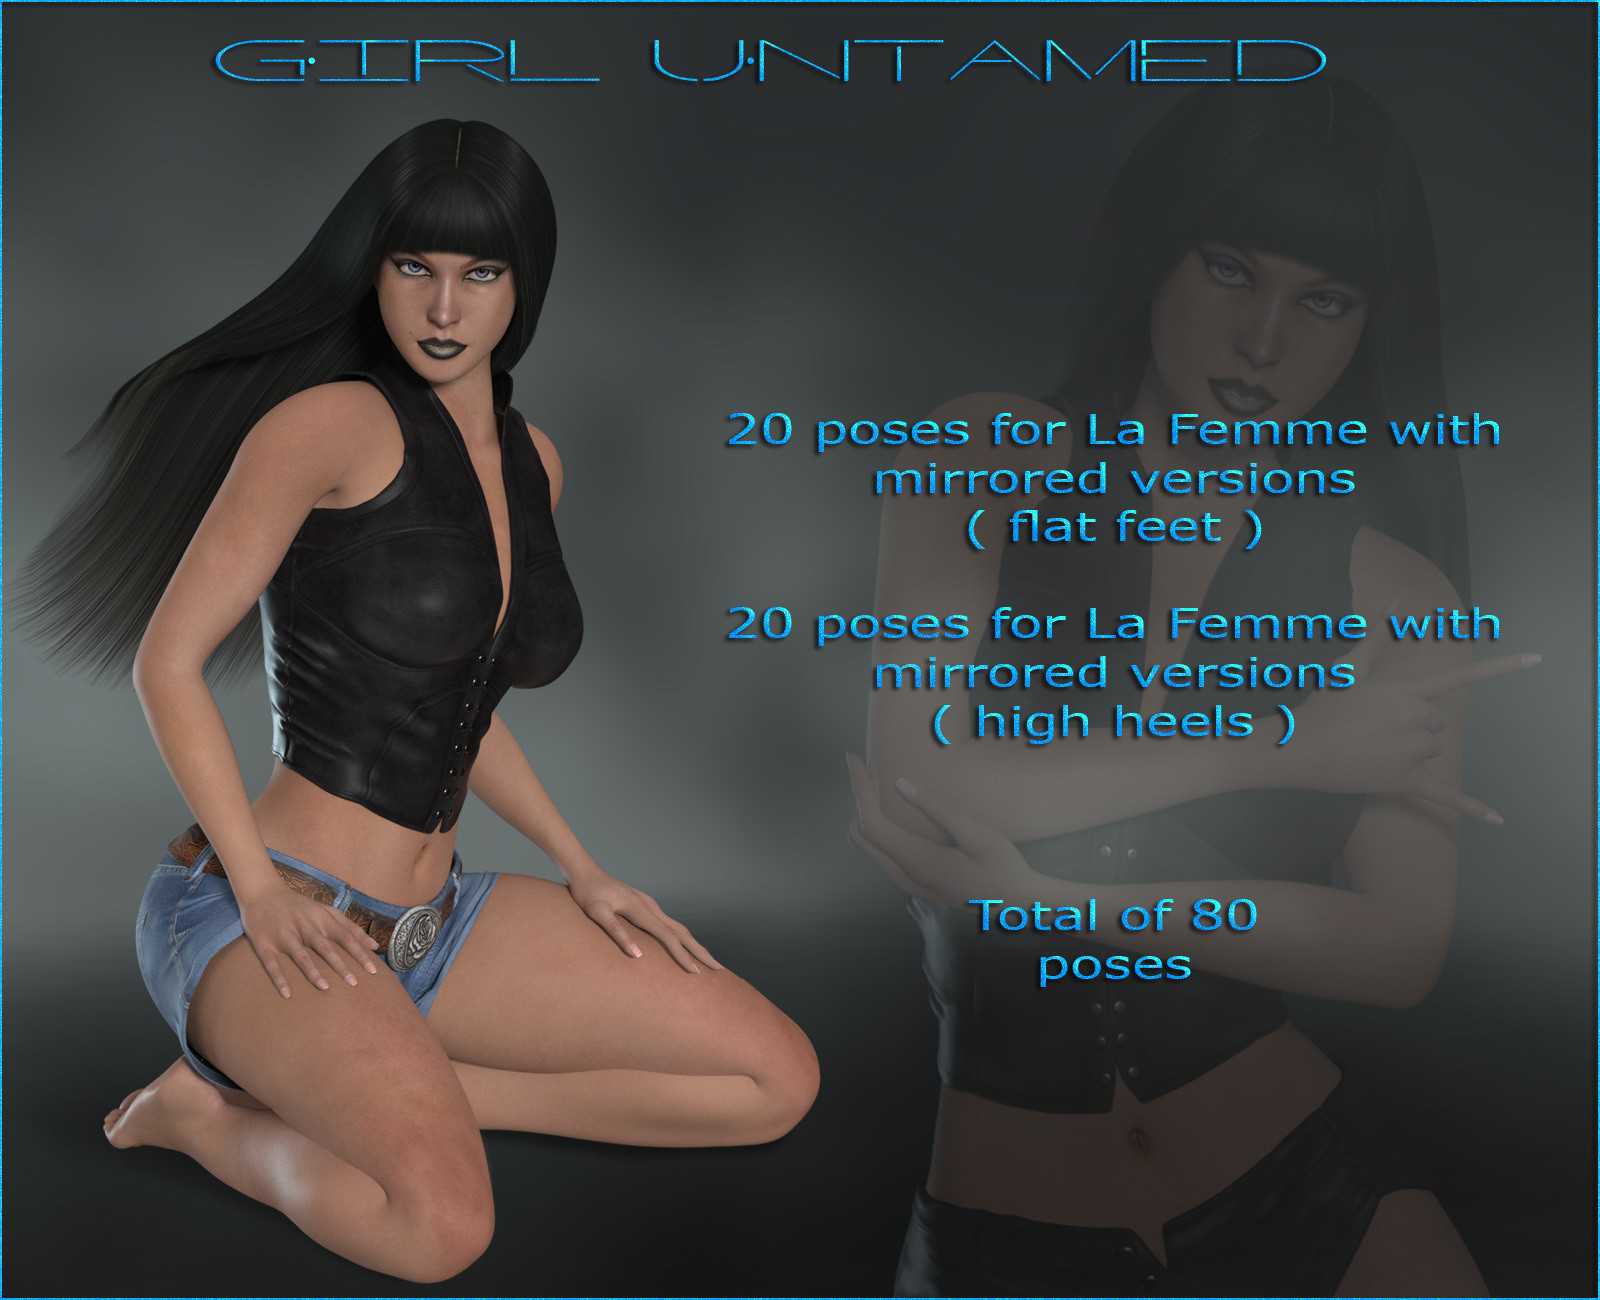 GIRL UNTAMED
20 poses for La Femme with
mirrored versions
( flat feet )
20 poses for La Femme with
mirrored versions
( high heels )
Total of 80
poses